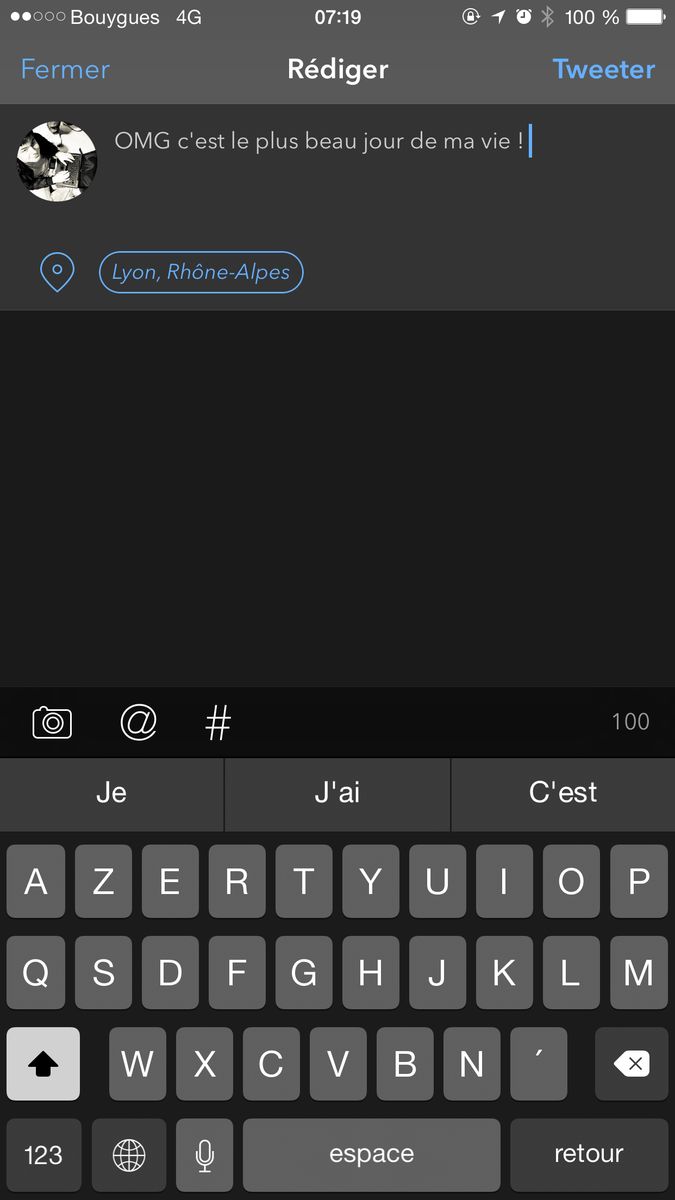 Bouygues 4G 07:19 100 %
Fermer Rédiger Tweeter
OMG c'est le plus beau jour de ma vie !
Lyon, Rhône-Alpes
@ # 100
Je J'ai C'est
A Z E R T Y U I O P
Q S D F G H J K L M
W X C V B N ´
123 espace retour